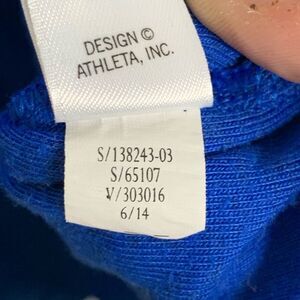 DESIGN ©
ATHLETA, INC.
S/138243-03
S/65107
V/303016
6/14